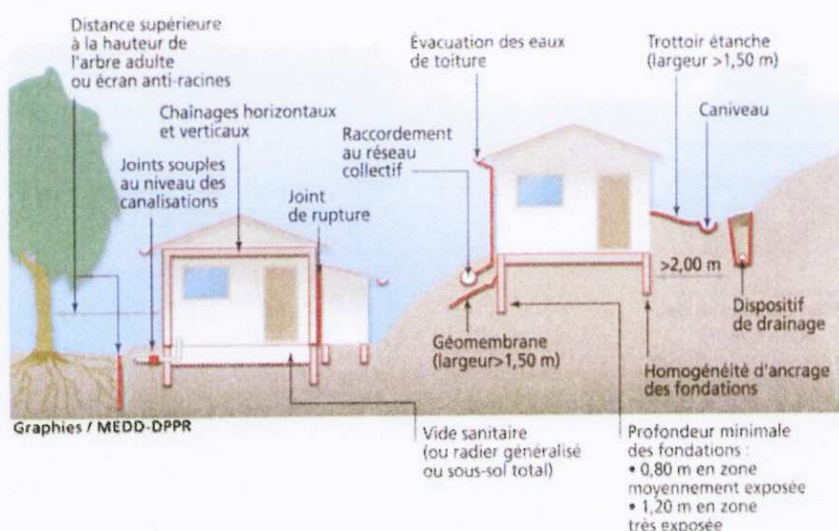 Distance supérieure
à la hauteur de
l'arbre adulte
ou écran anti-racines
Chaînages horizontaux
et verticaux
Joints souples
au niveau des
canalisations
Joint
de rupture
Évacuation des eaux
de toiture
Raccordement
au réseau
collectif
Trottoir étanche
(largeur >1,50 m)
Caniveau
>2,00 m
Dispositif
de drainage
Géomembrane
(largeur>1,50 m)
Homogénéité d'ancrage
des fondations
Graphies / MEDD-DPPR
Vide sanitaire
(ou radier généralisé
ou sous-sol total)
Profondeur minimale
des fondations :
• 0,80 m en zone
moyennement exposée
• 1,20 m en zone
très exposée